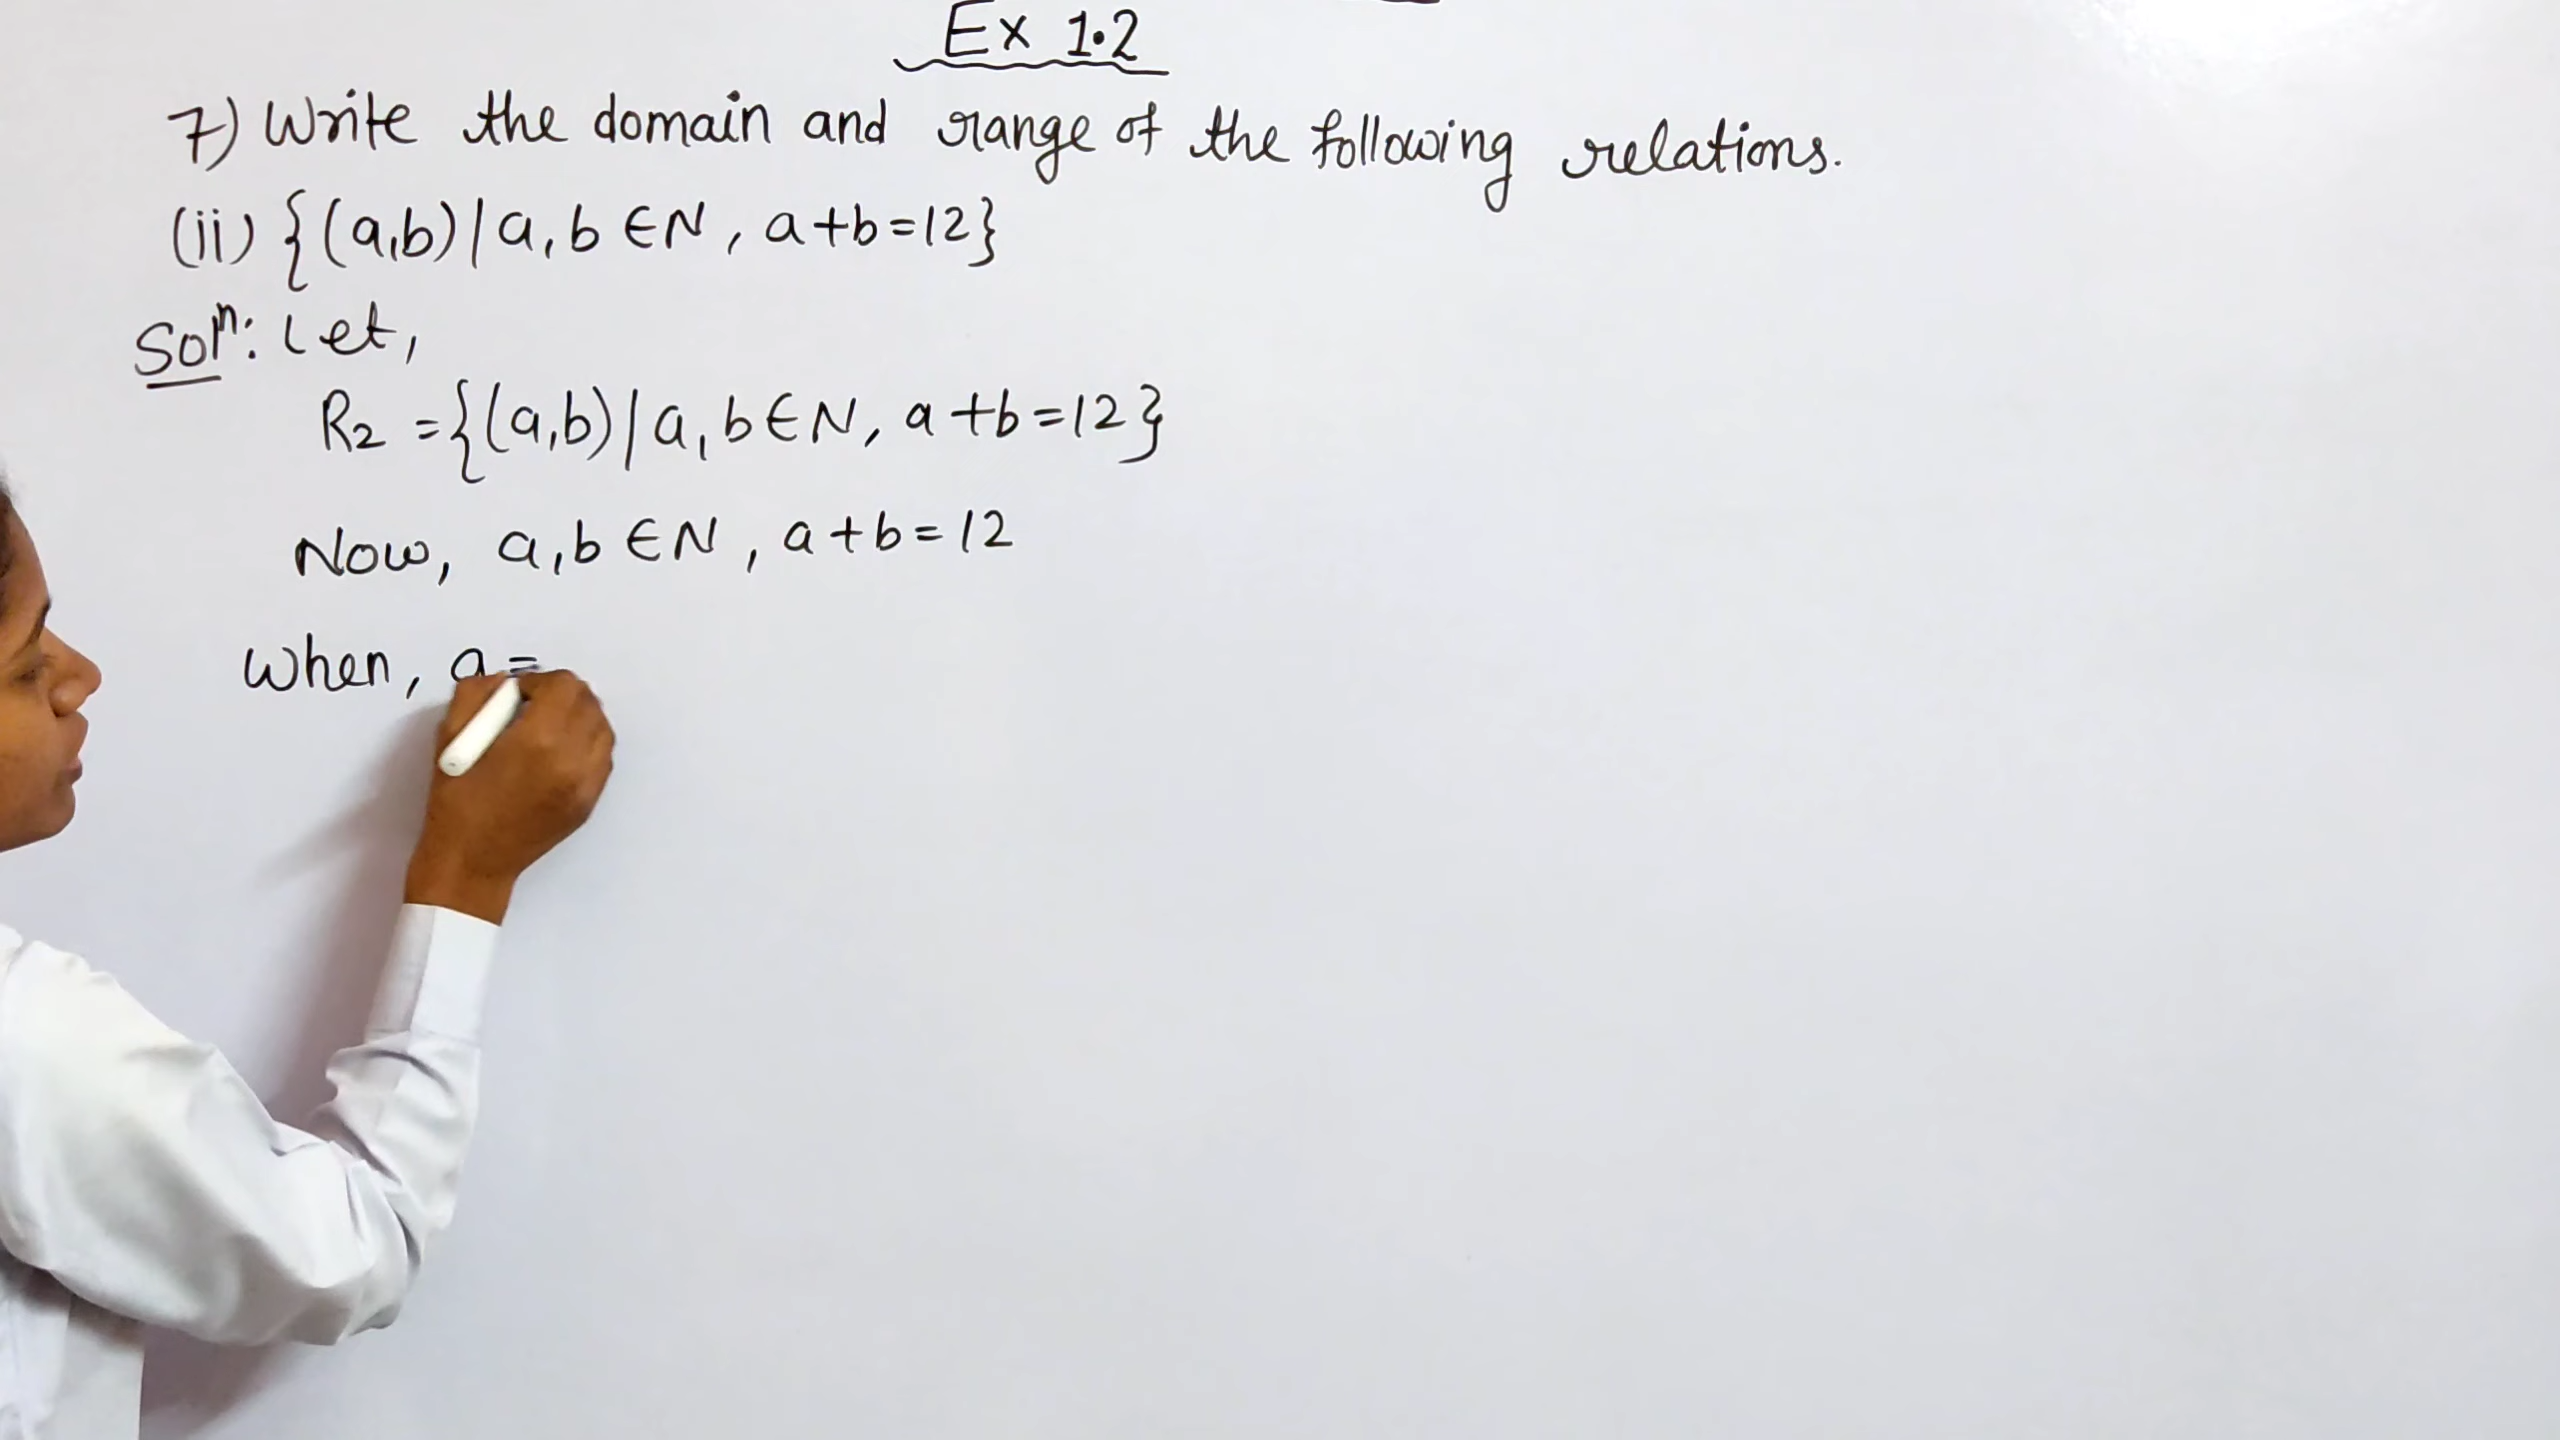 Ex 1.2
7) Write the domain and range of the following relations.
(ii) {(a,b)/a,b ∈N, a+b=12}
Solⁿ: Let,
R₂ = {(a,b)/a,b∈N, a+b=12}
Now, a,b ∈N, a+b=12
When, a=